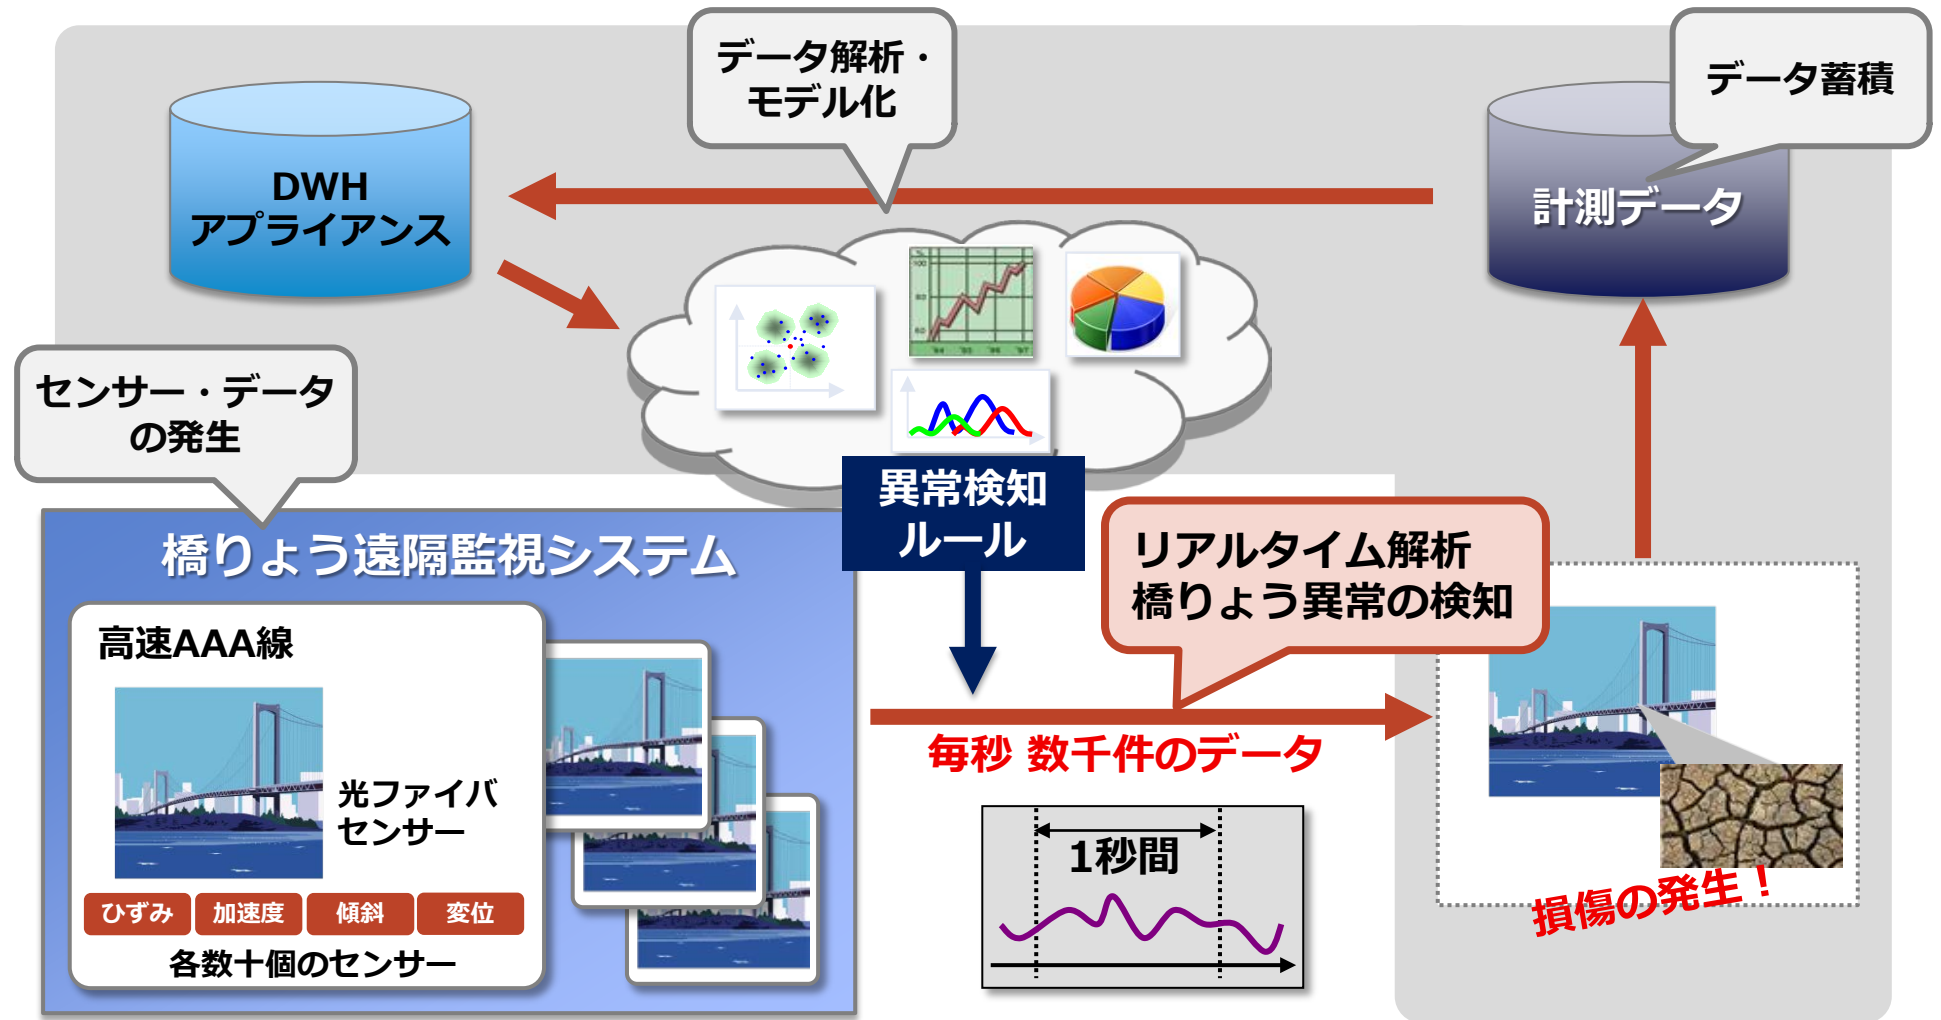 データ解析・
モデル化
データ蓄積
DWH
アプライアンス
計測データ
センサー・データ
の発生
異常検知
ルール
橋りょう遠隔監視システム
リアルタイム解析
橋りょう異常の検知
高速AAA線
光ファイバ
センサー
ひずみ
加速度
傾斜
変位
各数十個のセンサー
毎秒 数千件のデータ
1秒間
損傷の発生！